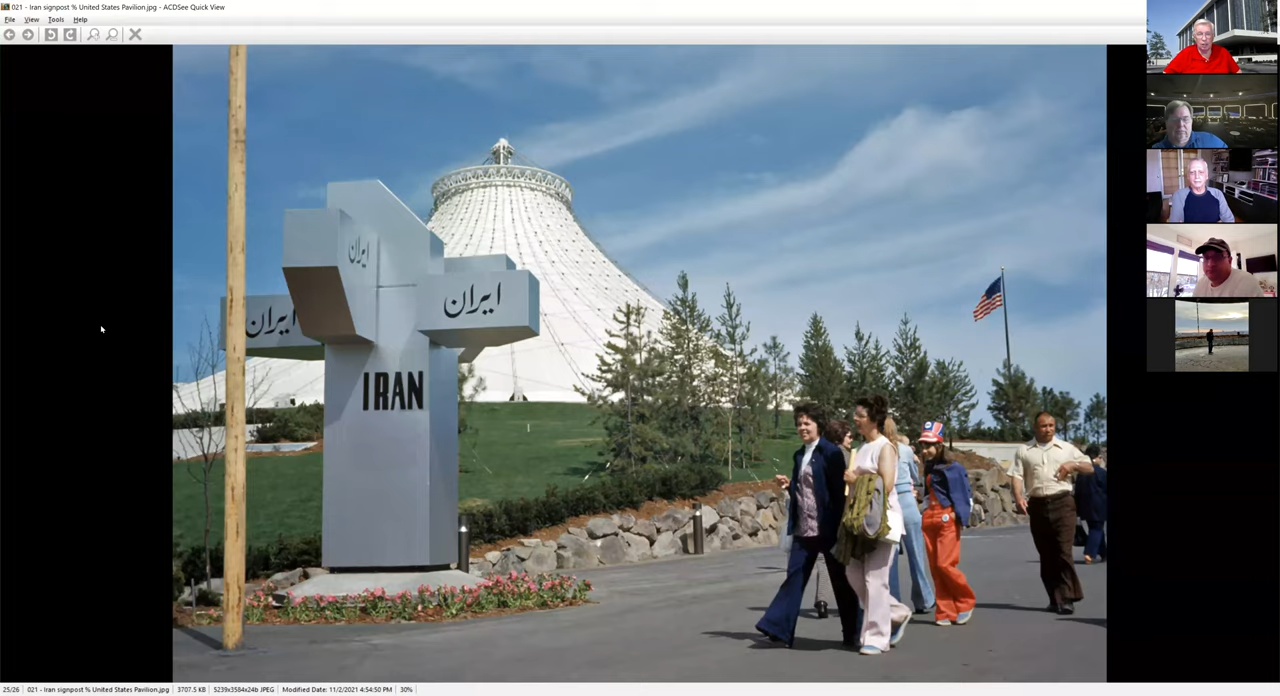 021 - Iran signpost % United States Pavilion.jpg - ACDSee Quick View
File View Tools Help
ایران
ایران
ایران
IRAN
25/26 021 - Iran signpost % United States Pavilion.jpg 3707.5 KB 5239x3584x24b JPEG Modified Date: 11/2/2021 4:54:50 PM 30%